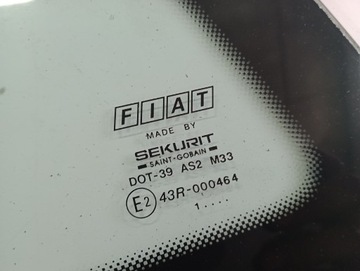 FIAT
MADE BY
SEKURIT
SAINT-GOBAIN
DOT-39 AS2 M33
E2 43R-000464
1....